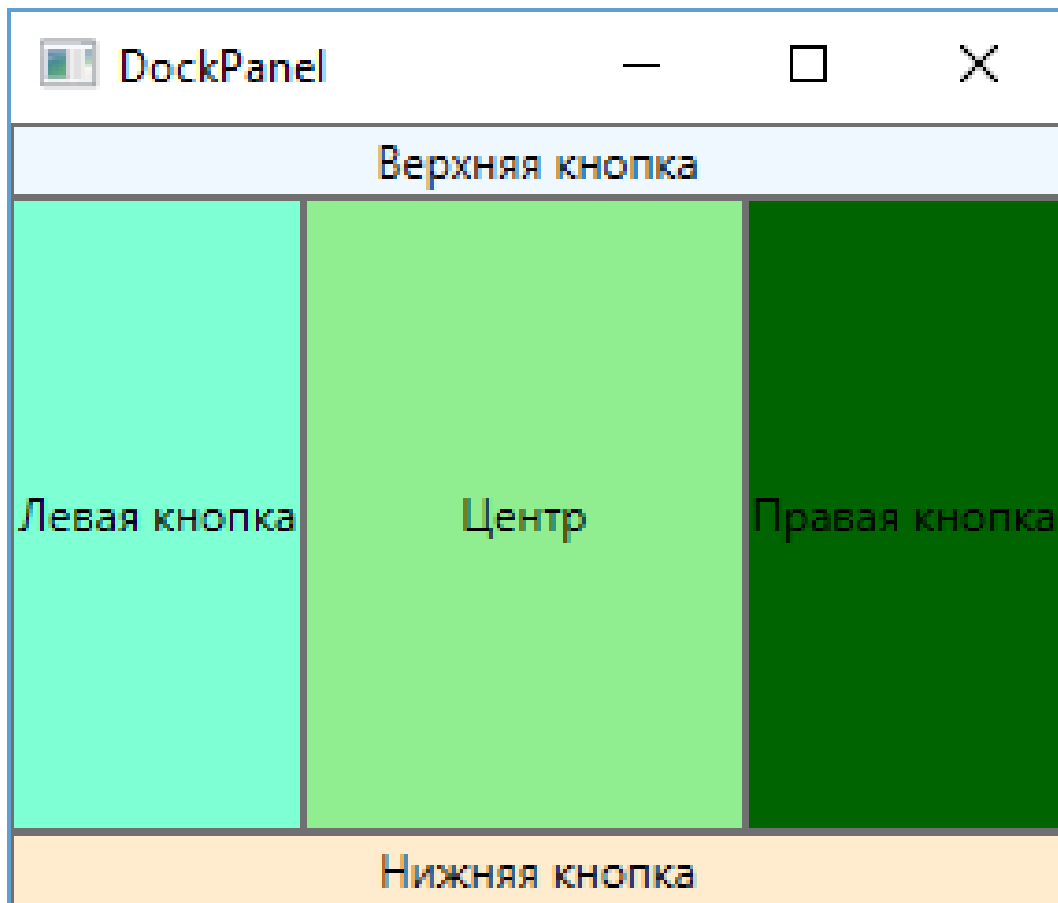 DockPanel
Верхняя кнопка
Левая кнопка
Центр
Правая кнопка
Нижняя кнопка